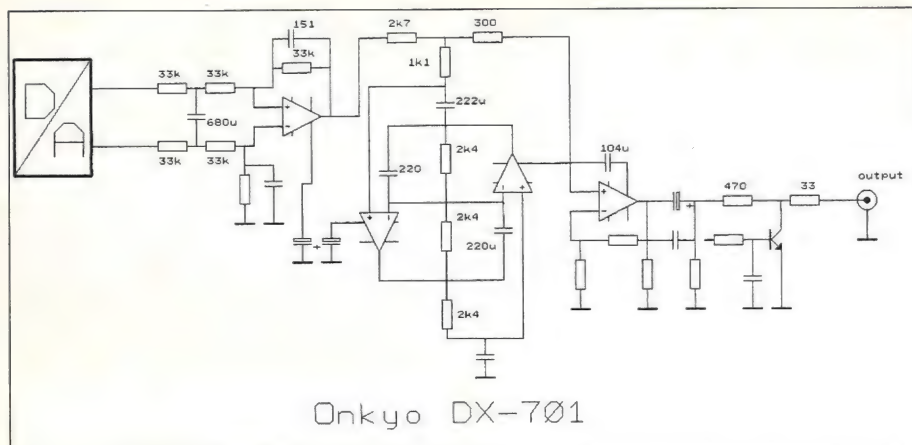 151
2k7
300
33k
33k
33k
1k1
D
A
222u
680u
2k4
104u
33k
33k
220
output
470
33
2k4
220u
2k4
Onkyo DX-701